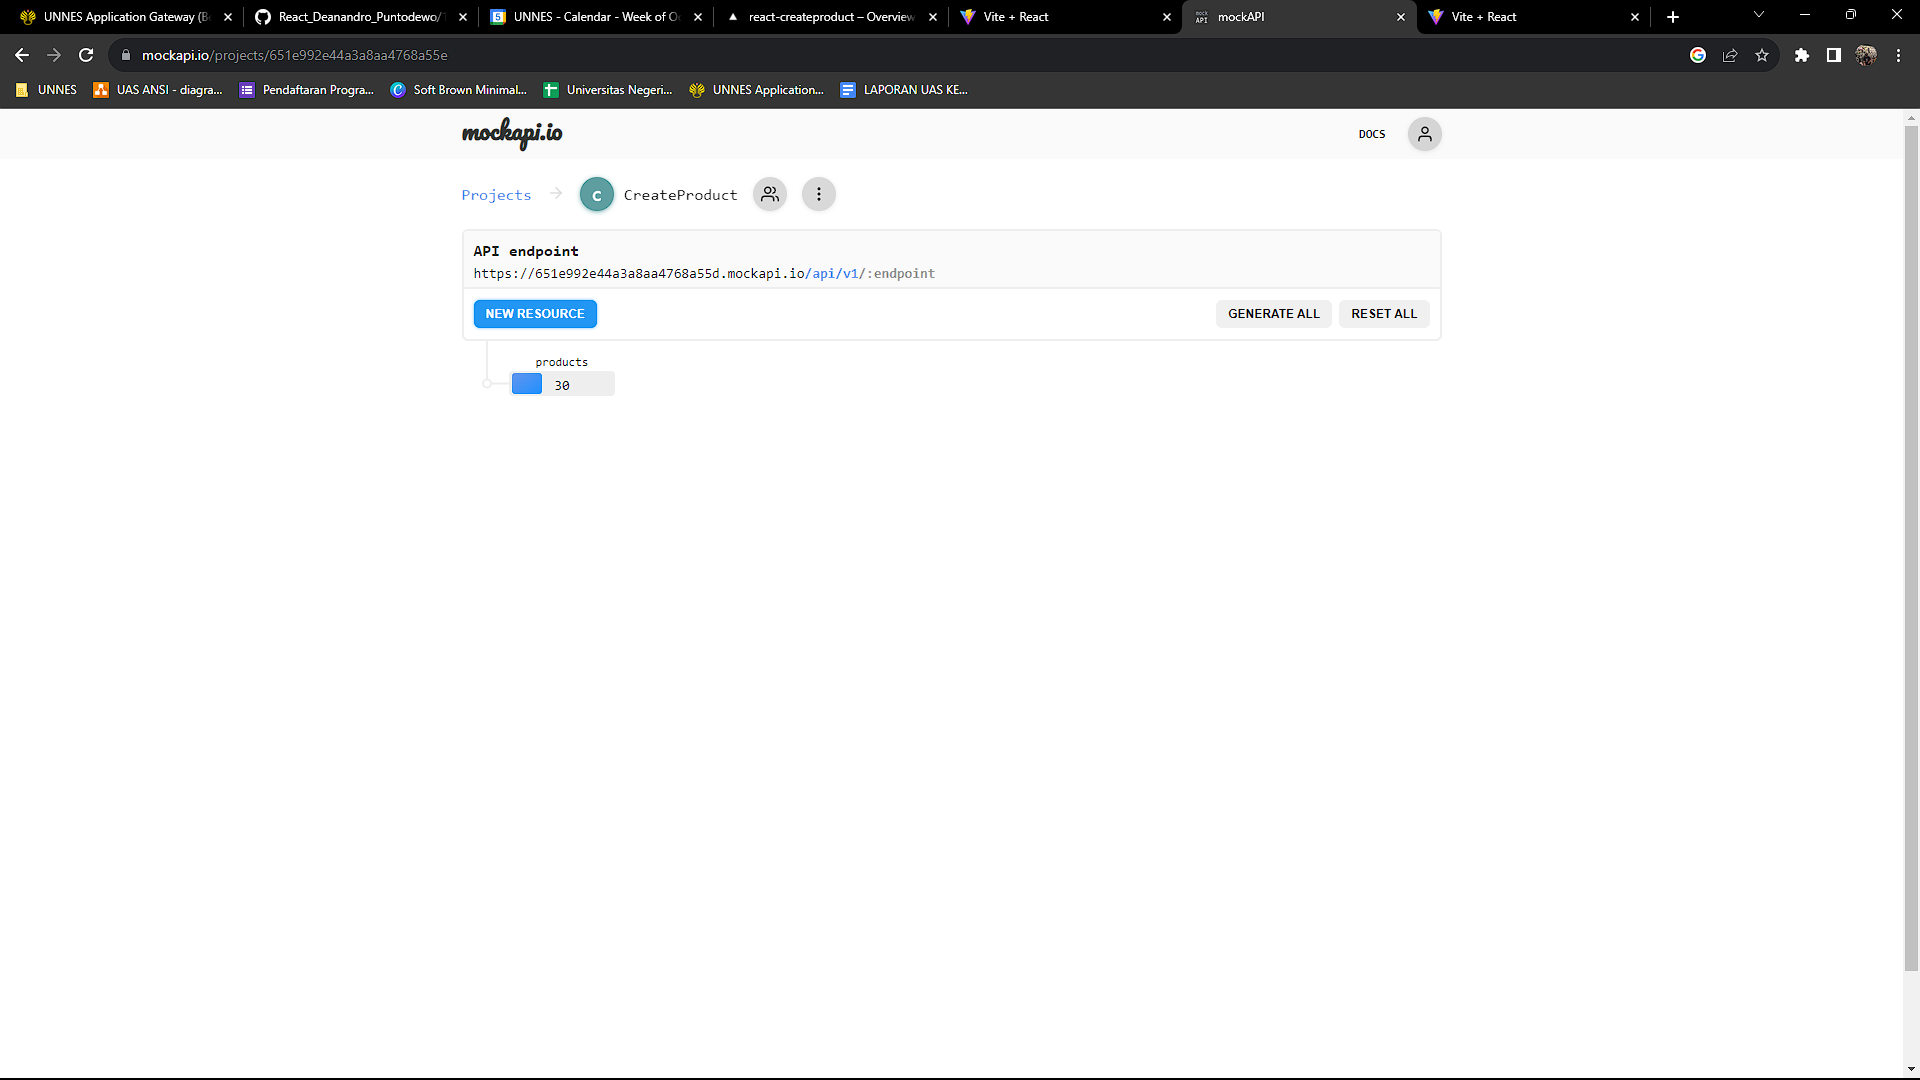 UNNES Application Gateway (B
React_Deanandro_Puntodewo/
UNNES - Calendar - Week of O
react-createproduct – Overview
Vite + React
mockAPI
Vite + React
mockapi.io/projects/651e992e44a3a8aa4768a55e
UNNES
UAS ANSI - diagra...
Pendaftaran Progra...
Soft Brown Minimal...
Universitas Negeri...
UNNES Application...
LAPORAN UAS KE...
mockapi.io
DOCS
Projects
C
CreateProduct
API endpoint
https://651e992e44a3a8aa4768a55d.mockapi.io/api/v1/:endpoint
NEW RESOURCE
GENERATE ALL
RESET ALL
products
30